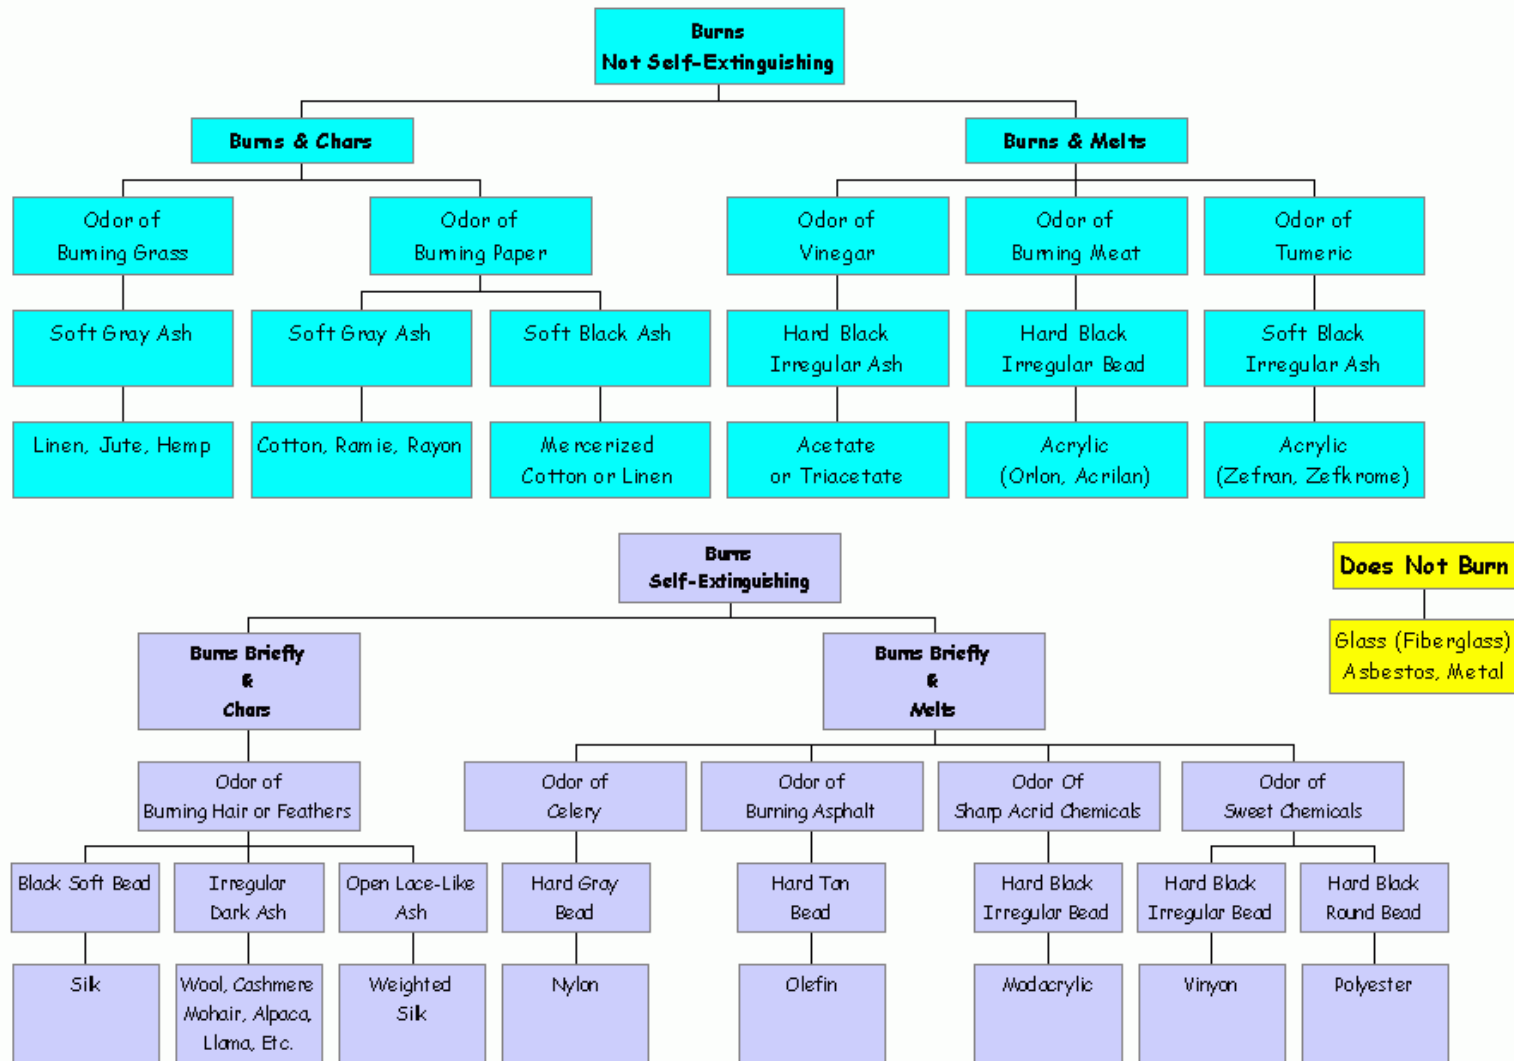 Burns
Not Self-Extinguishing
Burns & Chars
Burns & Melts
Odor of
Burning Grass
Odor of
Burning Paper
Odor of
Vinegar
Odor of
Burning Meat
Odor of
Tumeric
Soft Gray Ash
Soft Gray Ash
Soft Black Ash
Hard Black
Irregular Ash
Hard Black
Irregular Bead
Soft Black
Irregular Ash
Linen, Jute, Hemp
Cotton, Ramie, Rayon
Mercerized
Cotton or Linen
Acetate
or Triacetate
Acrylic
(Orlon, Acrilan)
Acrylic
(Zefran, Zefkrome)
Burns
Self-Extinguishing
Does Not Burn
Glass (Fiberglass)
Asbestos, Metal
Burns Briefly
&
Chars
Burns Briefly
&
Melts
Odor of
Burning Hair or Feathers
Odor of
Celery
Odor of
Burning Asphalt
Odor Of
Sharp Acrid Chemicals
Odor of
Sweet Chemicals
Black Soft Bead
Irregular
Dark Ash
Open Lace-Like
Ash
Hard Gray
Bead
Hard Tan
Bead
Hard Black
Irregular Bead
Hard Black
Irregular Bead
Hard Black
Round Bead
Silk
Wool, Cashmere
Mohair, Alpaca,
Llama, Etc.
Weighted
Silk
Nylon
Olefin
Modacrylic
Vinyon
Polyester